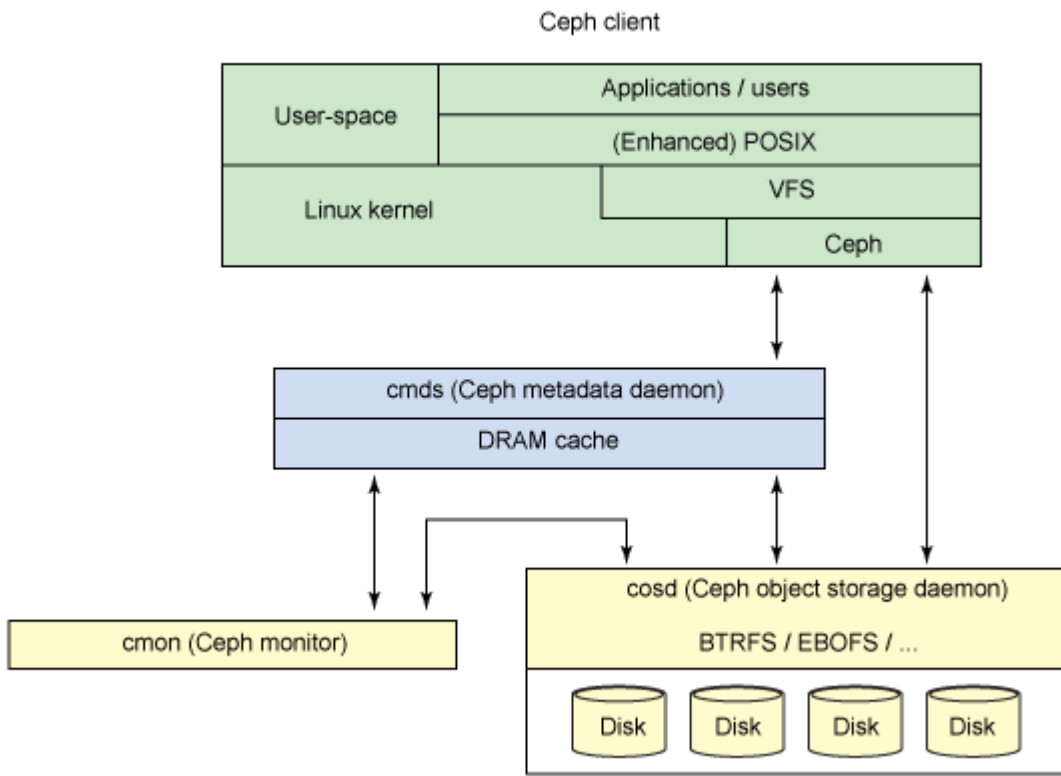 Ceph client
User-space
Applications / users
(Enhanced) POSIX
Linux kernel
VFS
Ceph
cmds (Ceph metadata daemon)
DRAM cache
cosd (Ceph object storage daemon)
cmon (Ceph monitor)
BTRFS / EBOFS / ...
Disk
Disk
Disk
Disk